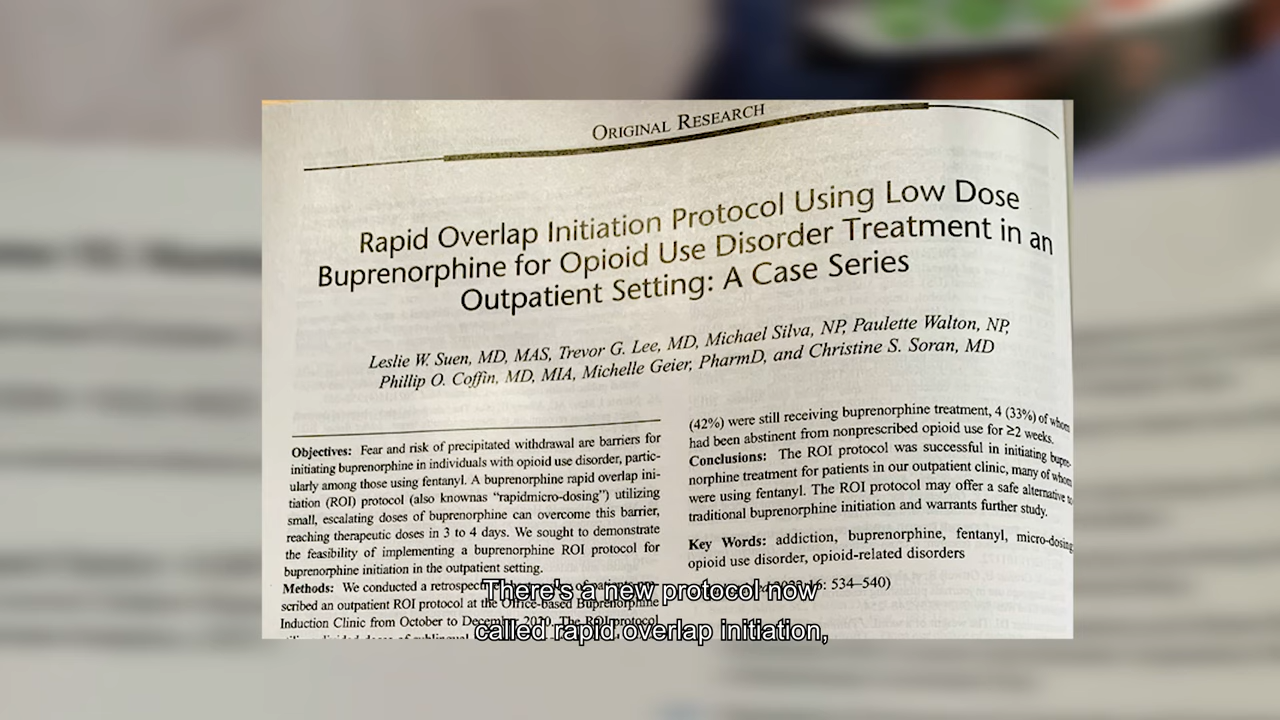 ORIGINAL RESEARCH
Rapid Overlap Initiation Protocol Using Low Dose
Buprenorphine for Opioid Use Disorder Treatment in an
Outpatient Setting: A Case Series
Leslie W. Suen, MD, MAS, Trevor G. Lee, MD, Michael Silva, NP, Paulette Walton, NP,
Phillip O. Coffin, MD, MIA, Michelle Geier, PharmD, and Christine S. Soran, MD
Objectives: Fear and risk of precipitated withdrawal are barriers for
initiating buprenorphine in individuals with opioid use disorder, partic-
ularly among those using fentanyl. A buprenorphine rapid overlap ini-
tiation (ROI) protocol (also knownas “rapidmicro-dosing”) utilizing
small, escalating doses of buprenorphine can overcome this barrier,
reaching therapeutic doses in 3 to 4 days. We sought to demonstrate
the feasibility of implementing a buprenorphine ROI protocol for
buprenorphine initiation in the outpatient setting.
Methods: We conducted a
scribed an outpatient ROI protocol at the Office-based Buprenorphine
Induction Clinic from October to December 2020. The ROI protocol
(42%) were still receiving buprenorphine treatment, 4 (33%) of whom
had been abstinent from nonprescribed opioid use for ≥2 weeks.
Conclusions: The ROI protocol was successful in initiating bupre-
norphine treatment for patients in our outpatient clinic, many of whom
were using fentanyl. The ROI protocol may offer a safe alternative to
traditional buprenorphine initiation and warrants further study.
Key Words: addiction, buprenorphine, fentanyl, micro-dosing,
opioid use disorder, opioid-related disorders
6: 534–540)
There's a new protocol now
called rapid overlap initiation,